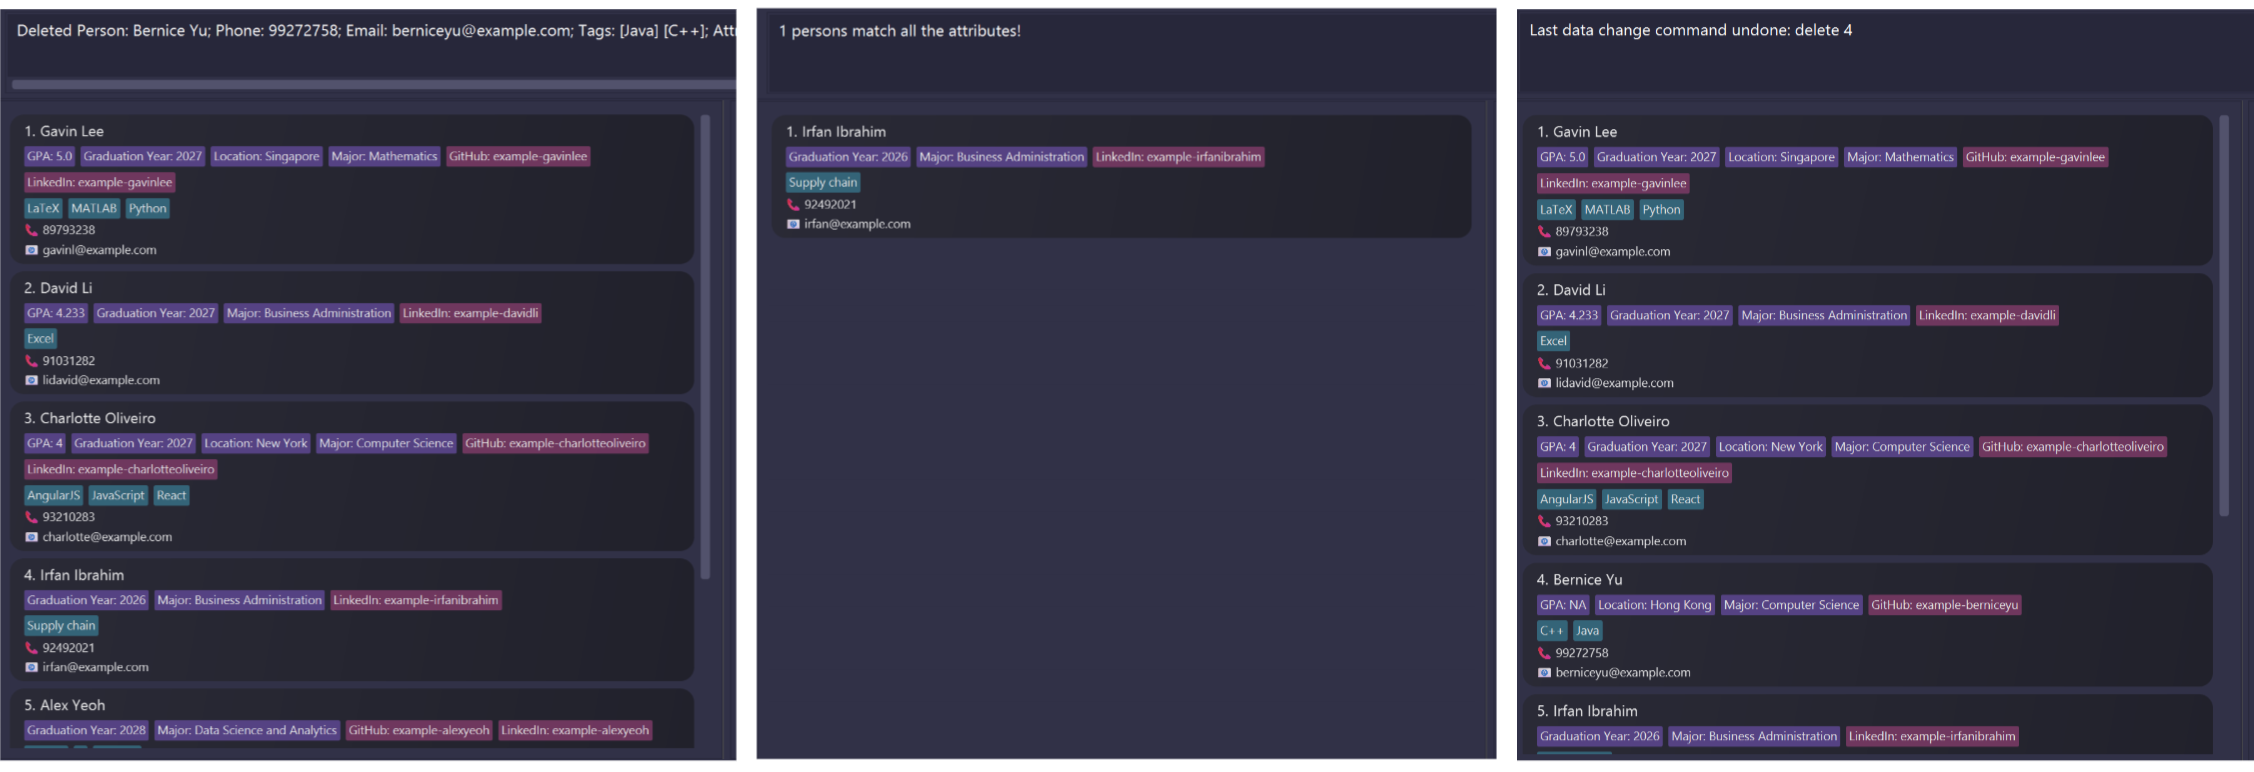 Deleted Person: Bernice Yu; Phone: 99272758; Email: berniceyu@example.com; Tags: [Java] [C++];
1. Gavin Lee
GPA: 5.0 Graduation Year: 2027 Location: Singapore Major: Mathematics GitHub: example-gavinlee
LinkedIn: example-gavinlee
LaTeX MATLAB Python
89793238
gavinl@example.com
2. David Li
GPA: 4.233 Graduation Year: 2027 Major: Business Administration LinkedIn: example-davidli
Excel
91031282
lidavid@example.com
3. Charlotte Oliveiro
GPA: 4 Graduation Year: 2027 Location: New York Major: Computer Science GitHub: example-charlotteoliveiro
LinkedIn: example-charlotteoliveiro
AngularJS JavaScript React
93210283
charlotte@example.com
4. Irfan Ibrahim
Graduation Year: 2026 Major: Business Administration LinkedIn: example-irfanibrahim
Supply chain
92492021
irfan@example.com
5. Alex Yeoh
Graduation Year: 2028 Major: Data Science and Analytics GitHub: example-alexyeoh LinkedIn: example-alexyeoh
1 persons match all the attributes!
1. Irfan Ibrahim
Graduation Year: 2026 Major: Business Administration LinkedIn: example-irfanibrahim
Supply chain
92492021
irfan@example.com
Last data change command undone: delete 4
1. Gavin Lee
GPA: 5.0 Graduation Year: 2027 Location: Singapore Major: Mathematics GitHub: example-gavinlee
LinkedIn: example-gavinlee
LaTeX MATLAB Python
89793238
gavinl@example.com
2. David Li
GPA: 4.233 Graduation Year: 2027 Major: Business Administration LinkedIn: example-davidli
Excel
91031282
lidavid@example.com
3. Charlotte Oliveiro
GPA: 4 Graduation Year: 2027 Location: New York Major: Computer Science GitHub: example-charlotteoliveiro
LinkedIn: example-charlotteoliveiro
AngularJS JavaScript React
93210283
charlotte@example.com
4. Bernice Yu
GPA: NA Location: Hong Kong Major: Computer Science GitHub: example-berniceyu
C++ Java
99272758
berniceyu@example.com
5. Irfan Ibrahim
Graduation Year: 2026 Major: Business Administration LinkedIn: example-irfanibrahim